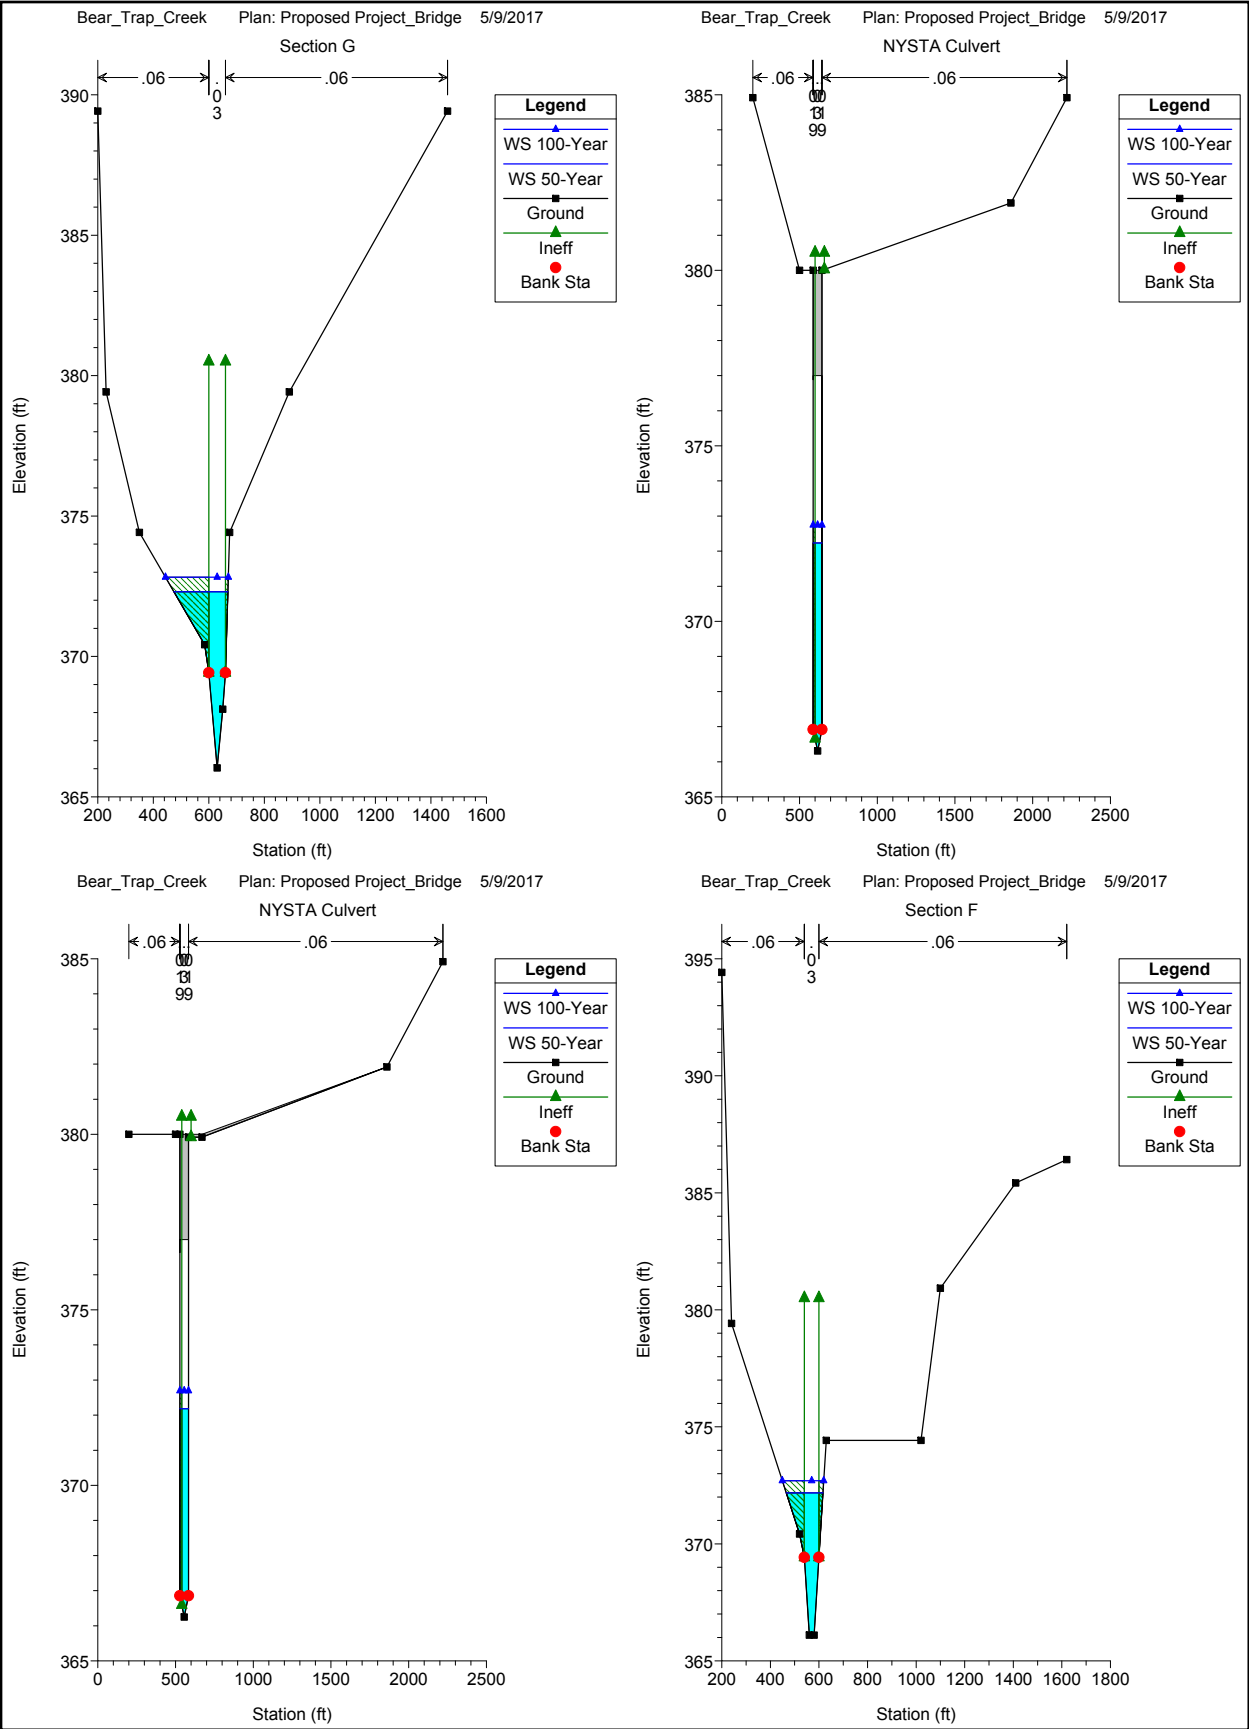 Bear_Trap_Creek Plan: Proposed Project_Bridge 5/9/2017
Section G
.06
.03
.06
390
385
380
375
370
365
200 400 600 800 1000 1200 1400 1600
Elevation (ft)
Station (ft)
Legend
WS 100-Year
WS 50-Year
Ground
Ineff
Bank Sta
Bear_Trap_Creek Plan: Proposed Project_Bridge 5/9/2017
NYSTA Culvert
.06
.06
385
380
375
370
365
0 500 1000 1500 2000 2500
Elevation (ft)
Station (ft)
Legend
WS 100-Year
WS 50-Year
Ground
Ineff
Bank Sta
Bear_Trap_Creek Plan: Proposed Project_Bridge 5/9/2017
NYSTA Culvert
.06
.06
385
380
375
370
365
0 500 1000 1500 2000 2500
Elevation (ft)
Station (ft)
Legend
WS 100-Year
WS 50-Year
Ground
Ineff
Bank Sta
Bear_Trap_Creek Plan: Proposed Project_Bridge 5/9/2017
Section F
.06
.03
.06
395
390
385
380
375
370
365
200 400 600 800 1000 1200 1400 1600 1800
Elevation (ft)
Station (ft)
Legend
WS 100-Year
WS 50-Year
Ground
Ineff
Bank Sta